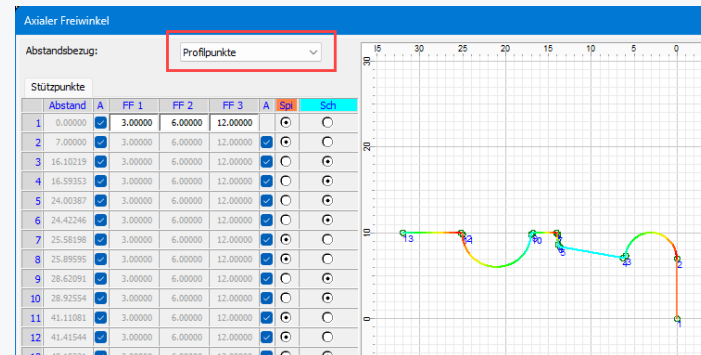 Axialer Freiwinkel
Abstandsbezug: Profilpunkte
Stützpunkte
Abstand A FF 1 FF 2 FF 3 A Spi Sch
1 0.00000 3.00000 6.00000 12.00000
2 7.00000 3.00000 6.00000 12.00000
3 16.10219 3.00000 6.00000 12.00000
4 16.59353 3.00000 6.00000 12.00000
5 24.00387 3.00000 6.00000 12.00000
6 24.42246 3.00000 6.00000 12.00000
7 25.58198 3.00000 6.00000 12.00000
8 25.89595 3.00000 6.00000 12.00000
9 28.62091 3.00000 6.00000 12.00000
10 28.92554 3.00000 6.00000 12.00000
11 41.11081 3.00000 6.00000 12.00000
12 41.41544 3.00000 6.00000 12.00000
30 25 20 15 10 5 0
30
20
10
0
13
10
2
1